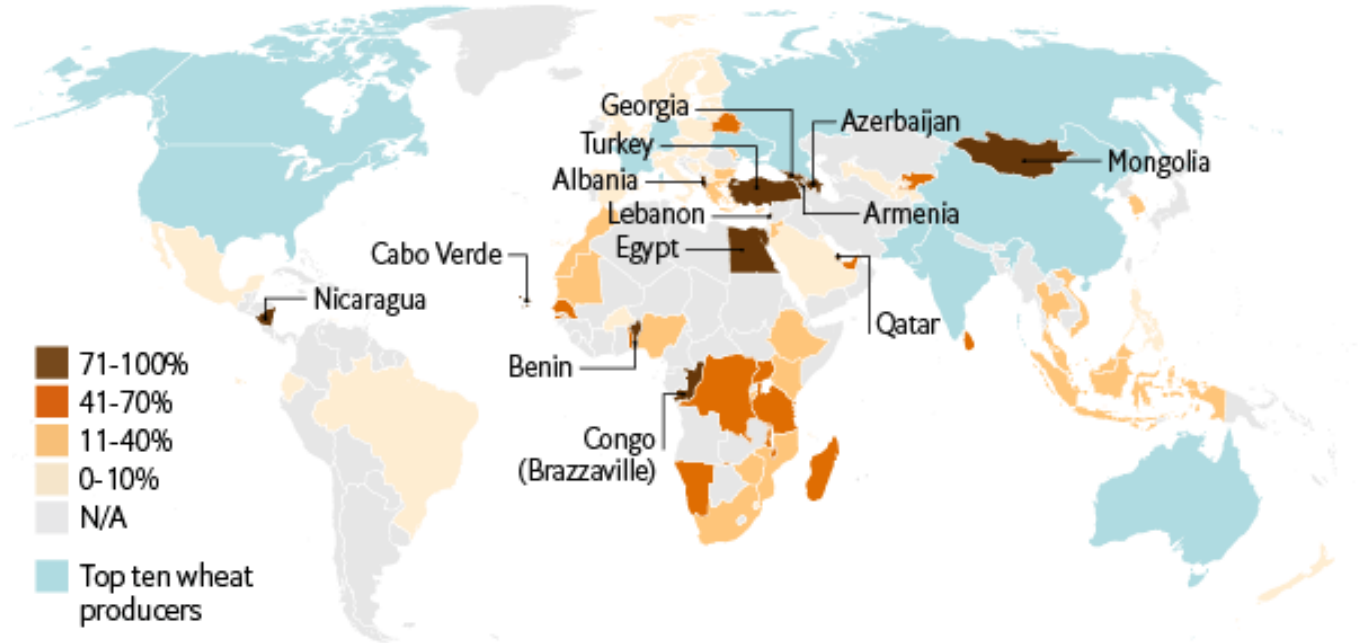 Georgia
Azerbaijan
Turkey
Mongolia
Albania
Lebanon
Armenia
Egypt
Cabo Verde
Nicaragua
Qatar
Benin
Congo
(Brazzaville)
71-100%
41-70%
11-40%
0-10%
N/A
Top ten wheat
producers